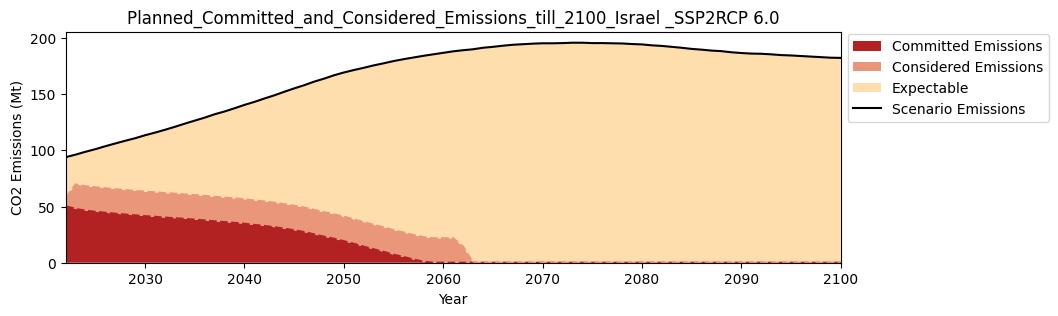 Planned_Committed_and_Considered_Emissions_till_2100_Israel _SSP2RCP 6.0
CO2 Emissions (Mt)
200
150
100
50
0
2030 2040 2050 2060 2070 2080 2090 2100
Year
Committed Emissions
Considered Emissions
Expectable
Scenario Emissions